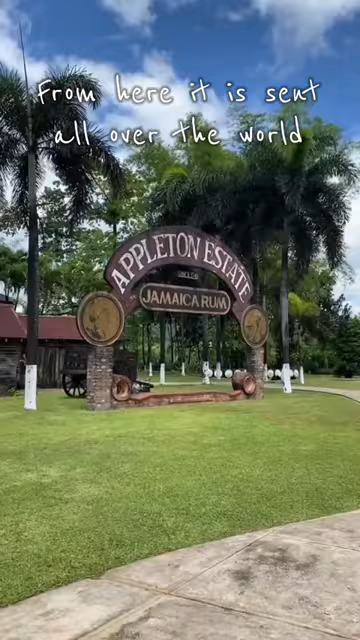 From here it is sent
all over the world
APPLETON ESTATE
JAMAICA RUM